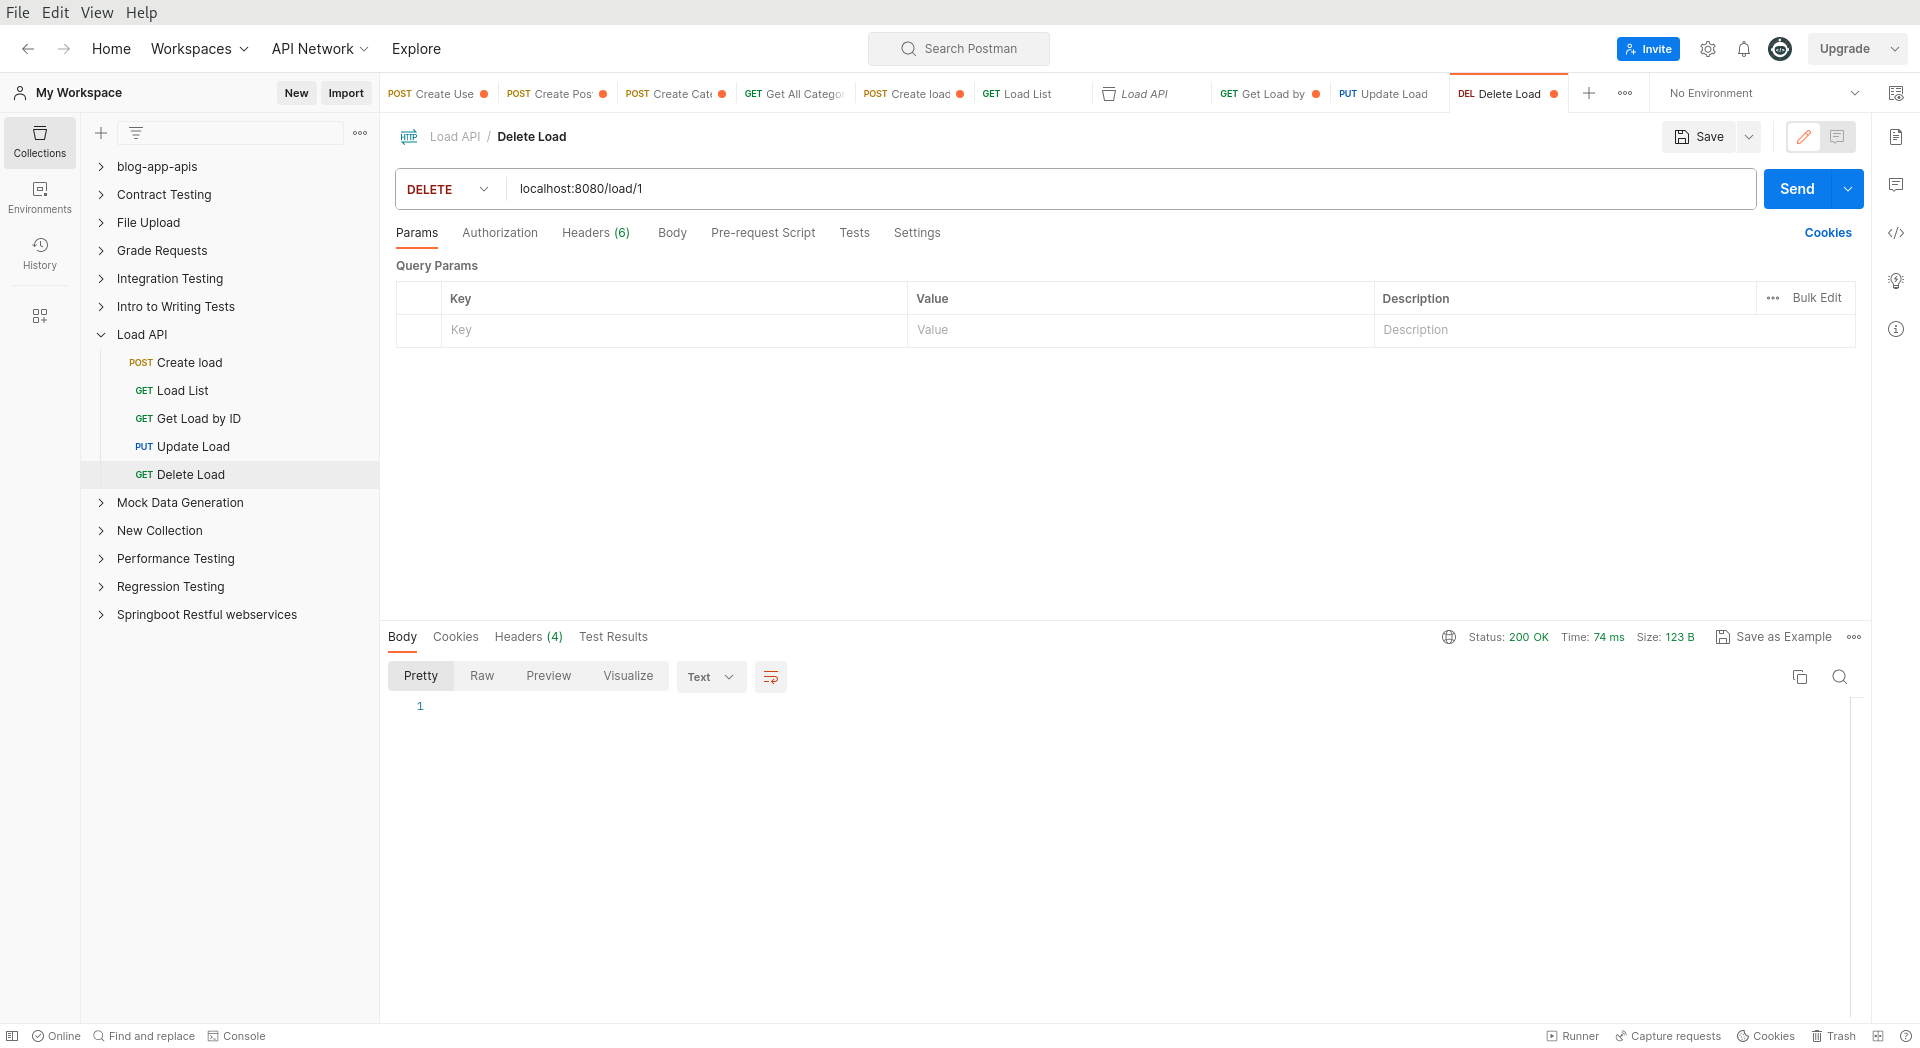 File Edit View Help
Home Workspaces API Network Explore Search Postman Invite Upgrade
My Workspace New Import POST Create Use POST Create Pos POST Create Cate GET Get All Catego POST Create load GET Load List Load API GET Get Load by PUT Update Load DEL Delete Load No Environment
Collections
Environments
History
blog-app-apis
Contract Testing
File Upload
Grade Requests
Integration Testing
Intro to Writing Tests
Load API
POST Create load
GET Load List
GET Get Load by ID
PUT Update Load
GET Delete Load
Mock Data Generation
New Collection
Performance Testing
Regression Testing
Springboot Restful webservices
HTTP Load API / Delete Load Save
DELETE localhost:8080/load/1 Send
Params Authorization Headers (6) Body Pre-request Script Tests Settings Cookies
Query Params
Key Value Description Bulk Edit
Key Value Description
Body Cookies Headers (4) Test Results Status: 200 OK Time: 74 ms Size: 123 B Save as Example
Pretty Raw Preview Visualize Text
1
Online Find and replace Console Runner Capture requests Cookies Trash